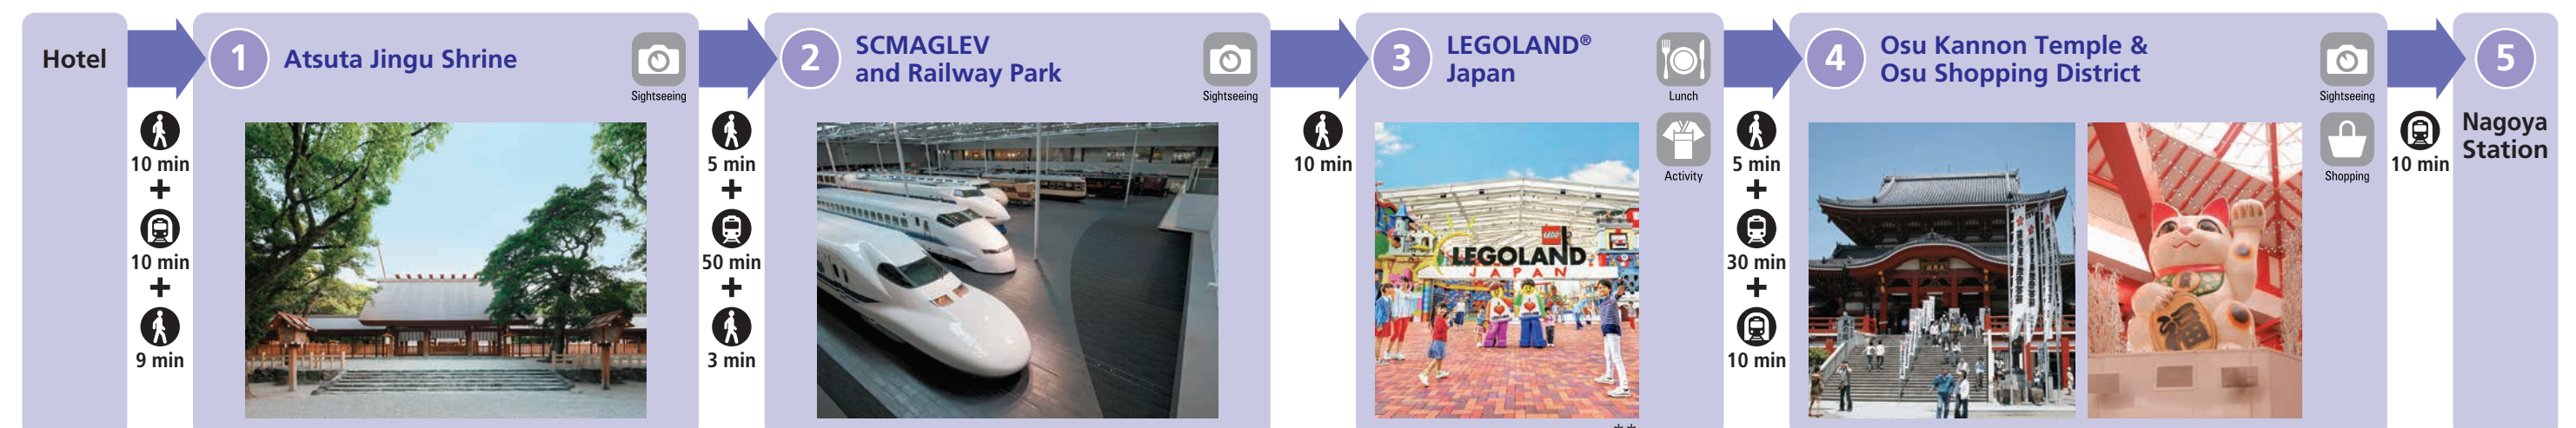 Hotel
10 min
+
10 min
+
9 min
1
Atsuta Jingu Shrine
Sightseeing
5 min
+
50 min
+
3 min
2
SCMAGLEV
and Railway Park
Sightseeing
10 min
3
LEGOLAND®
Japan
Lunch
Activity
LEGO
LEGOLAND
JAPAN
**
5 min
+
30 min
+
10 min
4
Osu Kannon Temple &
Osu Shopping District
Sightseeing
Shopping
福
10 min
5
Nagoya
Station